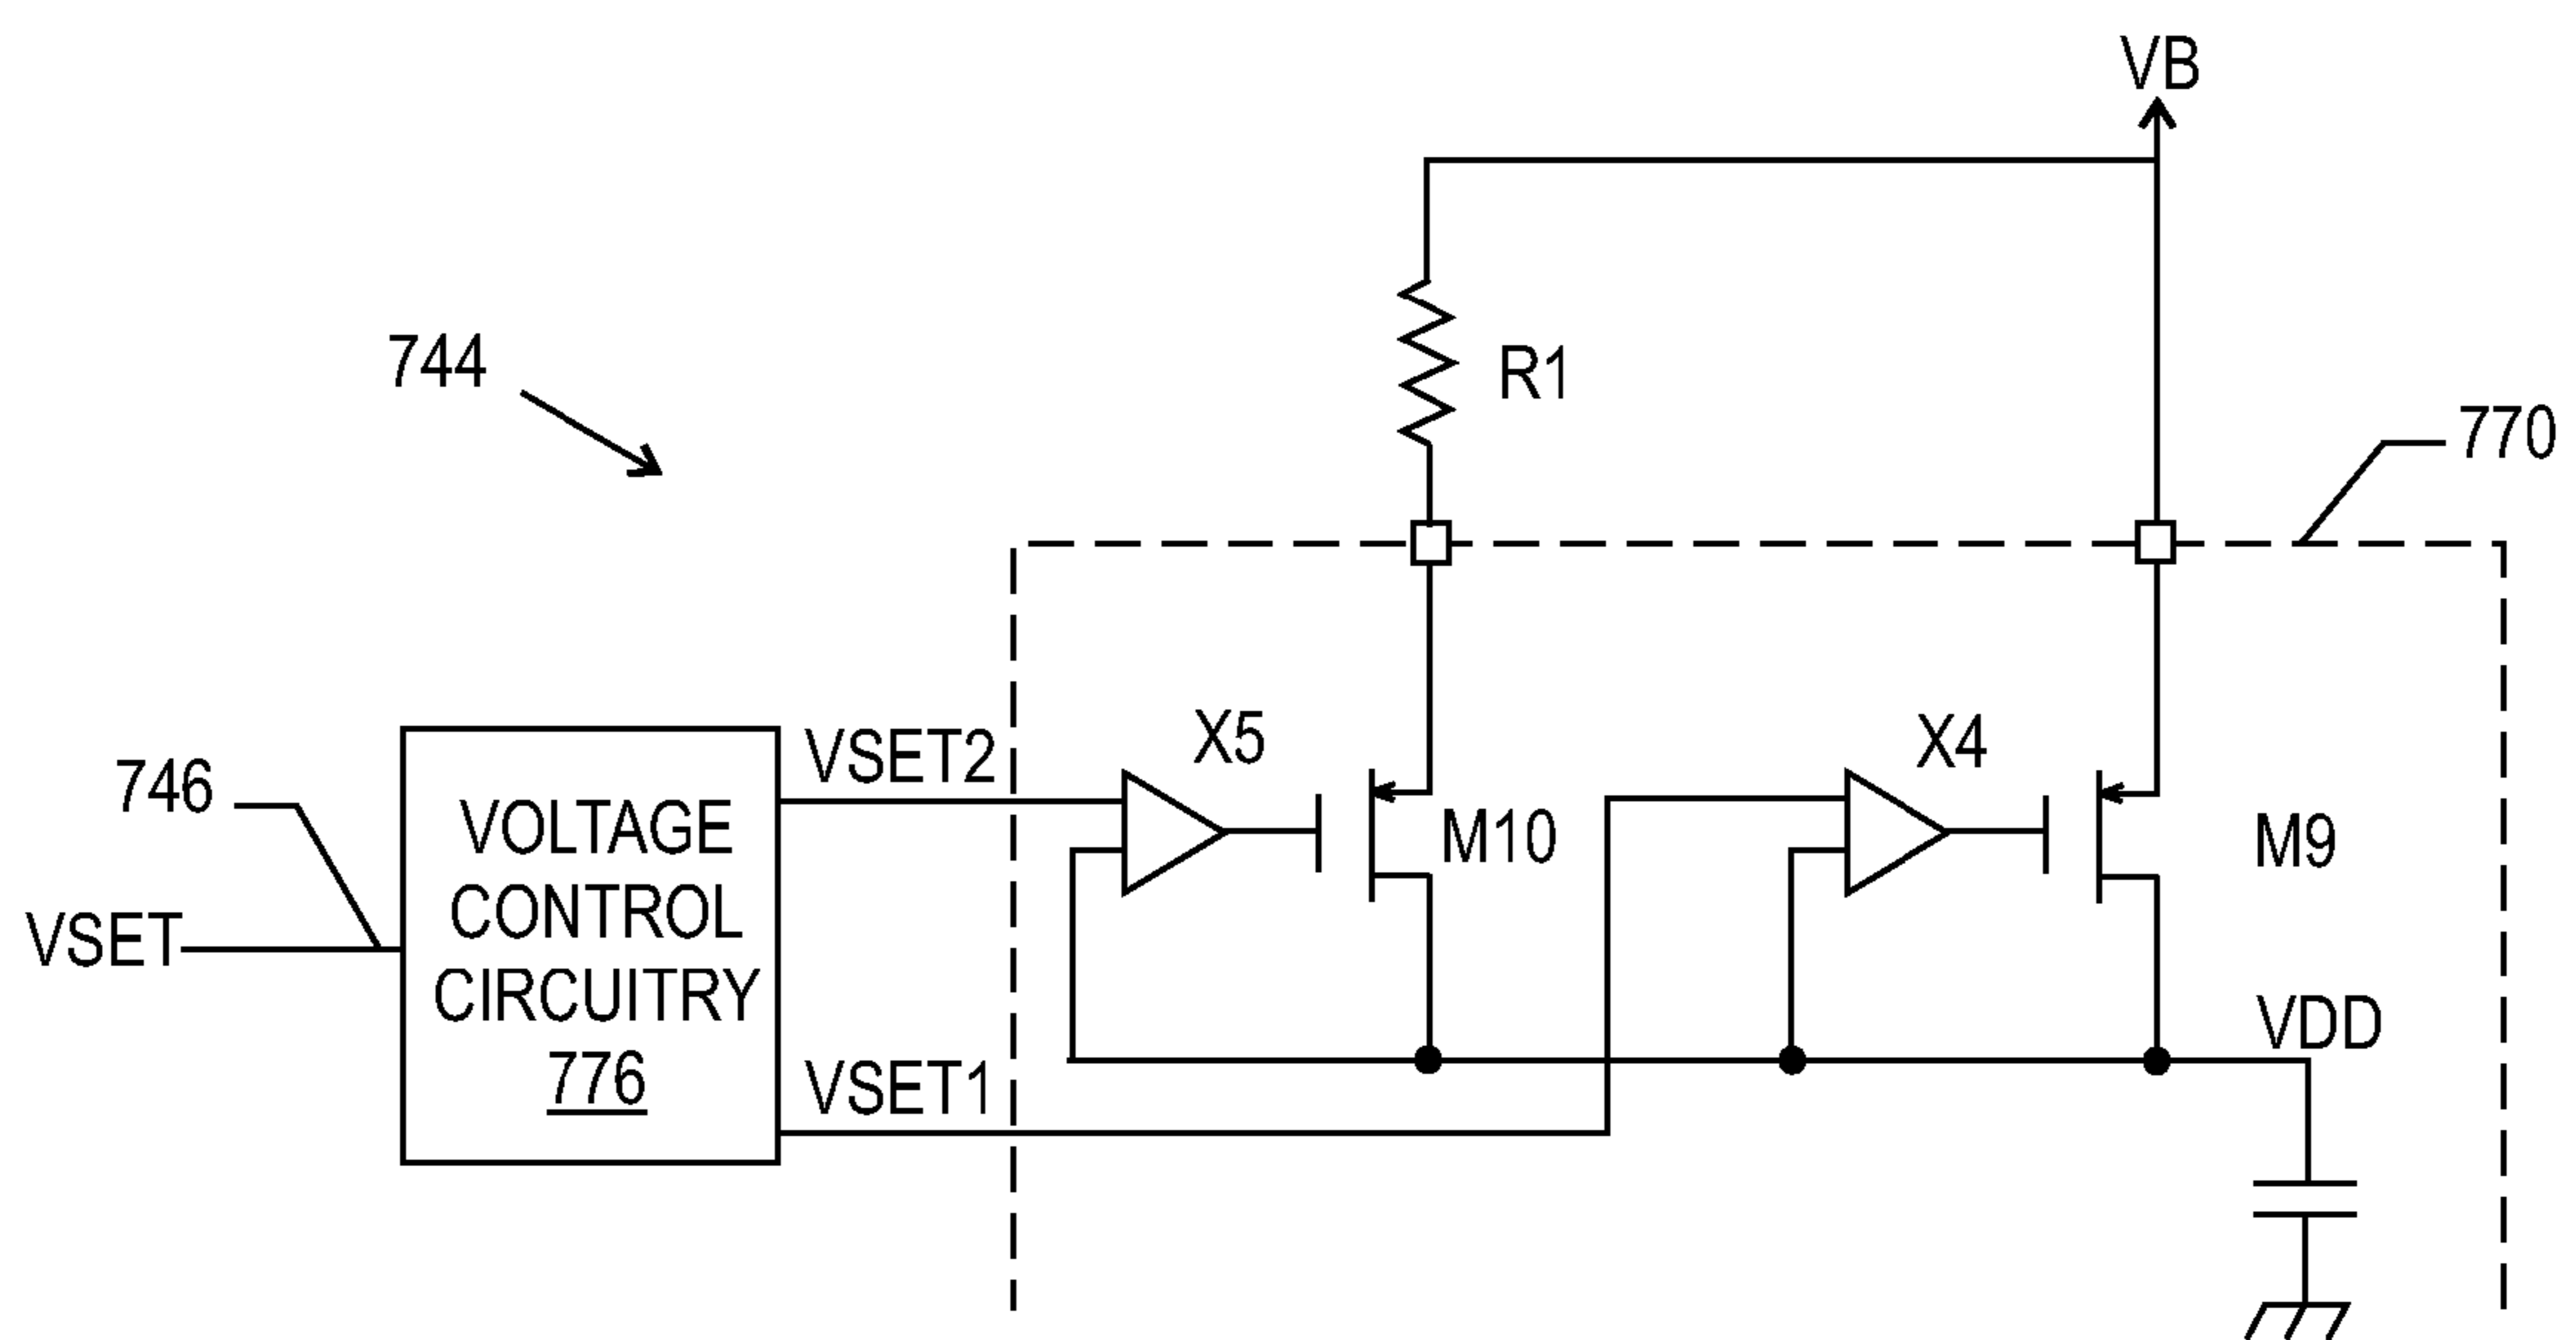 VB
744
R1
770
X5
X4
VSET2
746
VOLTAGE
CONTROL
CIRCUITRY
776
M10
M9
VSET
VDD
VSET1